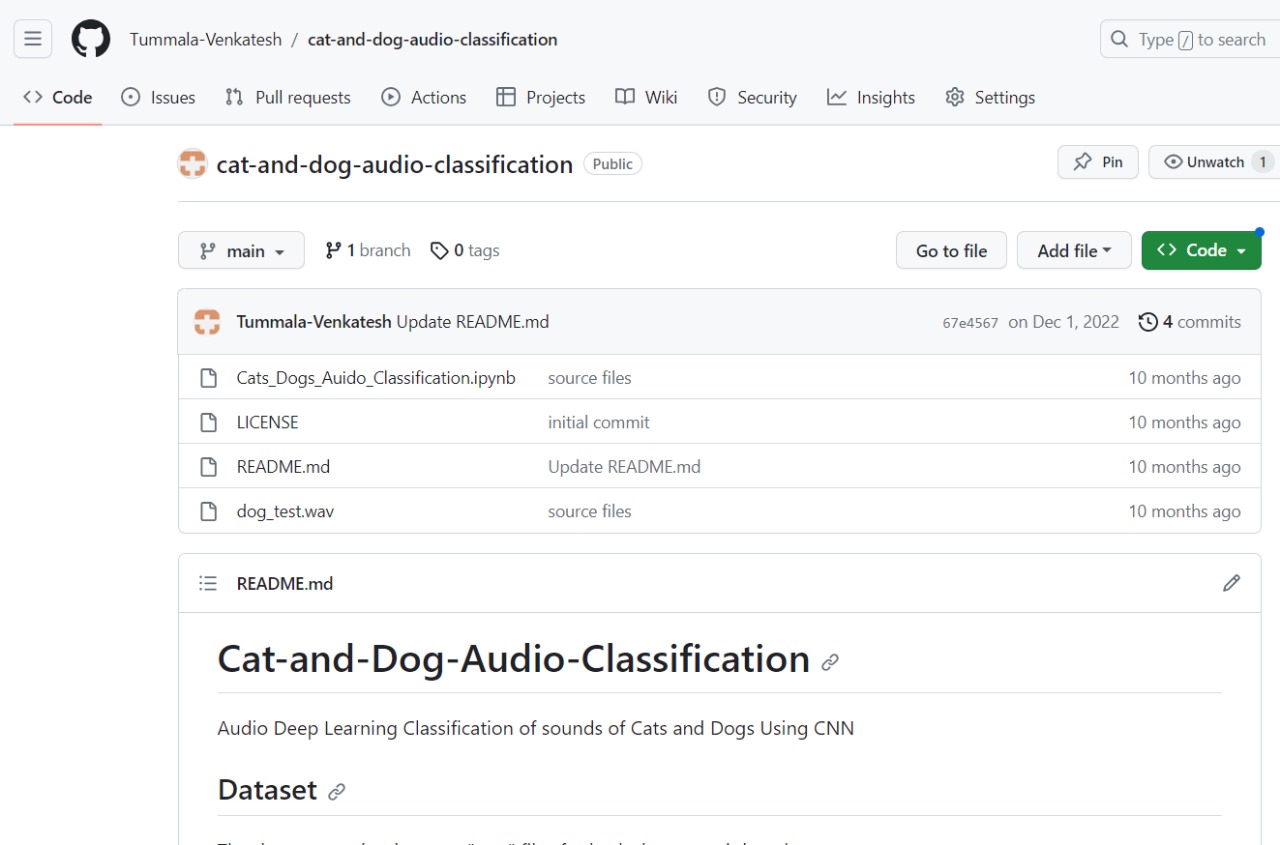 Tummala-Venkatesh / cat-and-dog-audio-classification Type / to search
Code Issues Pull requests Actions Projects Wiki Security Insights Settings
cat-and-dog-audio-classification Public Pin Unwatch 1
main 1 branch 0 tags Go to file Add file Code
Tummala-Venkatesh Update README.md 67e4567 on Dec 1, 2022 4 commits
Cats_Dogs_Auido_Classification.ipynb source files 10 months ago
LICENSE initial commit 10 months ago
README.md Update README.md 10 months ago
dog_test.wav source files 10 months ago
README.md
Cat-and-Dog-Audio-Classification
Audio Deep Learning Classification of sounds of Cats and Dogs Using CNN
Dataset